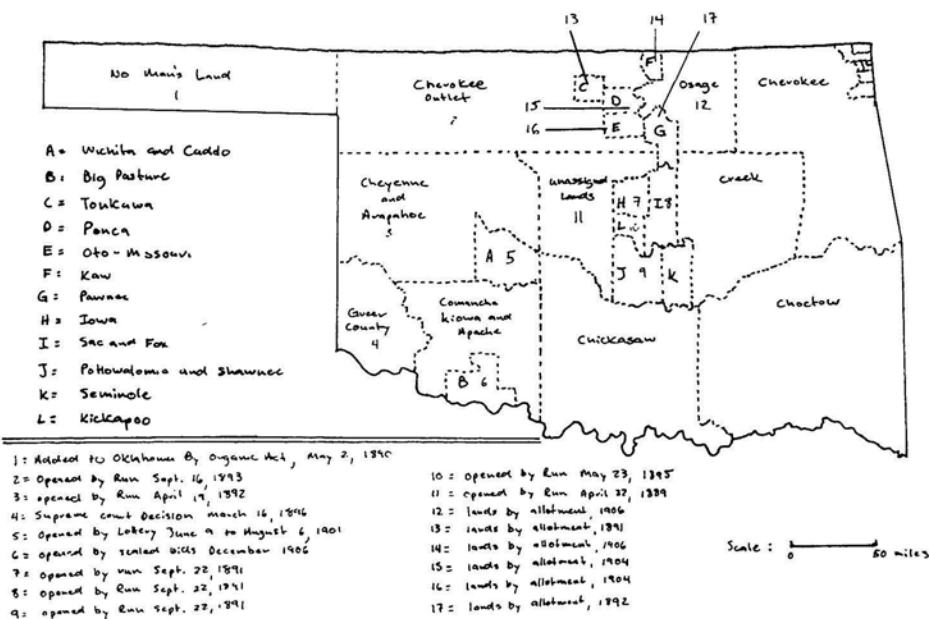 13
14
17
No Man's Land
1
Cherokee
Outlet
C
F
D
15
16
E
G
Osage
12
Cherokee
A = Wichita and Caddo
B: Big Pasture
C = Tonkawa
D = Ponca
E = Oto-Missouri
F: Kaw
G = Pawnee
H = Iowa
I = Sac and Fox
J = Pottowatomia and Shawnee
K = Seminole
L = Kickapoo
Cheyenne
and
Arapahoe
3
Unassigned
Lands
11
H 7
I 8
L 10
Creek
A 5
J 9
K
Greer
County
4
Comancha
Kiowa and
Apache
B 6
Chickasaw
Choctow
1: Added to Oklahoma By Organic Act, May 2, 1890
2= Opened by Run Sept. 16, 1893
3= opened by Run April 19, 1892
4= Supreme court Decision March 16, 1896
5= Opened by Lottery June 9 to August 6, 1901
6= opened by sealed bids December 1906
7= opened by run Sept. 22, 1891
8= opened by Run Sept. 22, 1891
9= opened by Run Sept. 22, 1891
10= opened by Run May 23, 1895
11= opened by Run April 22, 1889
12= lands by allotment, 1906
13= lands by allotment, 1891
14= lands by allotment, 1906
15= lands by allotment, 1904
16= lands by allotment, 1904
17= lands by allotment, 1892
Scale: 0 50 miles